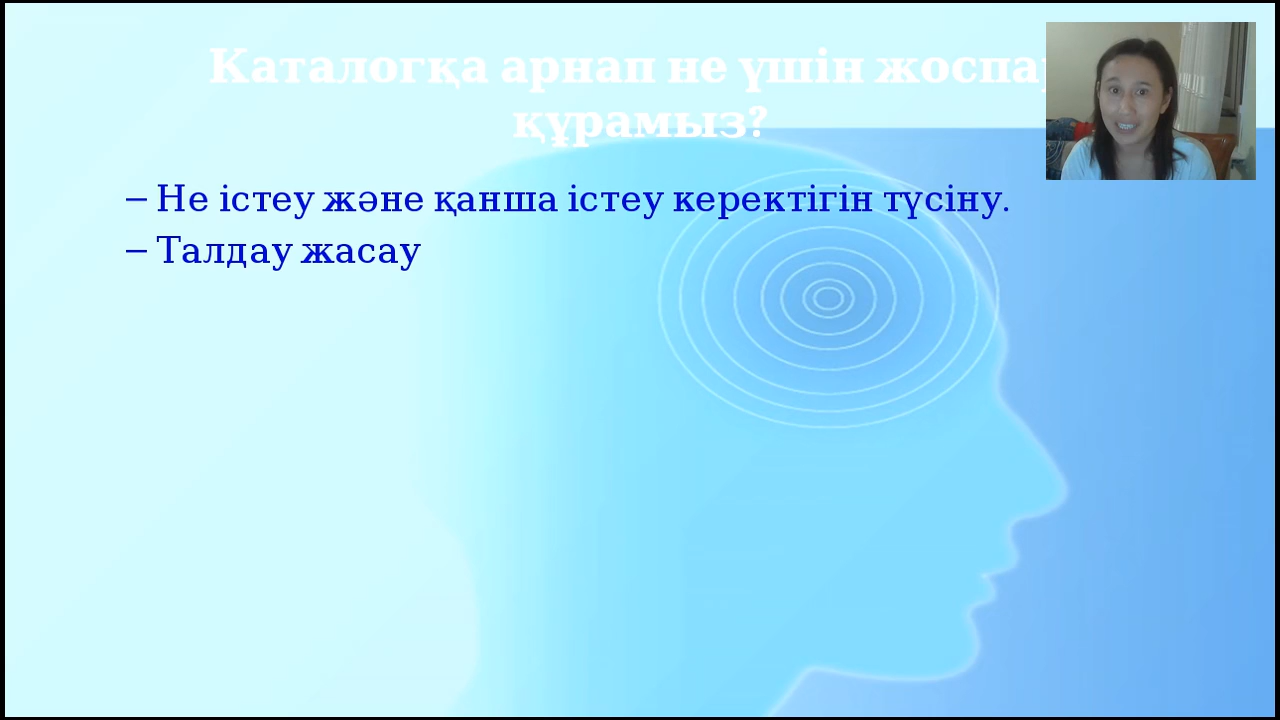 Каталогқа арнап не үшін
құрамыз?
– Не істеу және қанша істеу керектігін түсіну.
– Талдау жасау